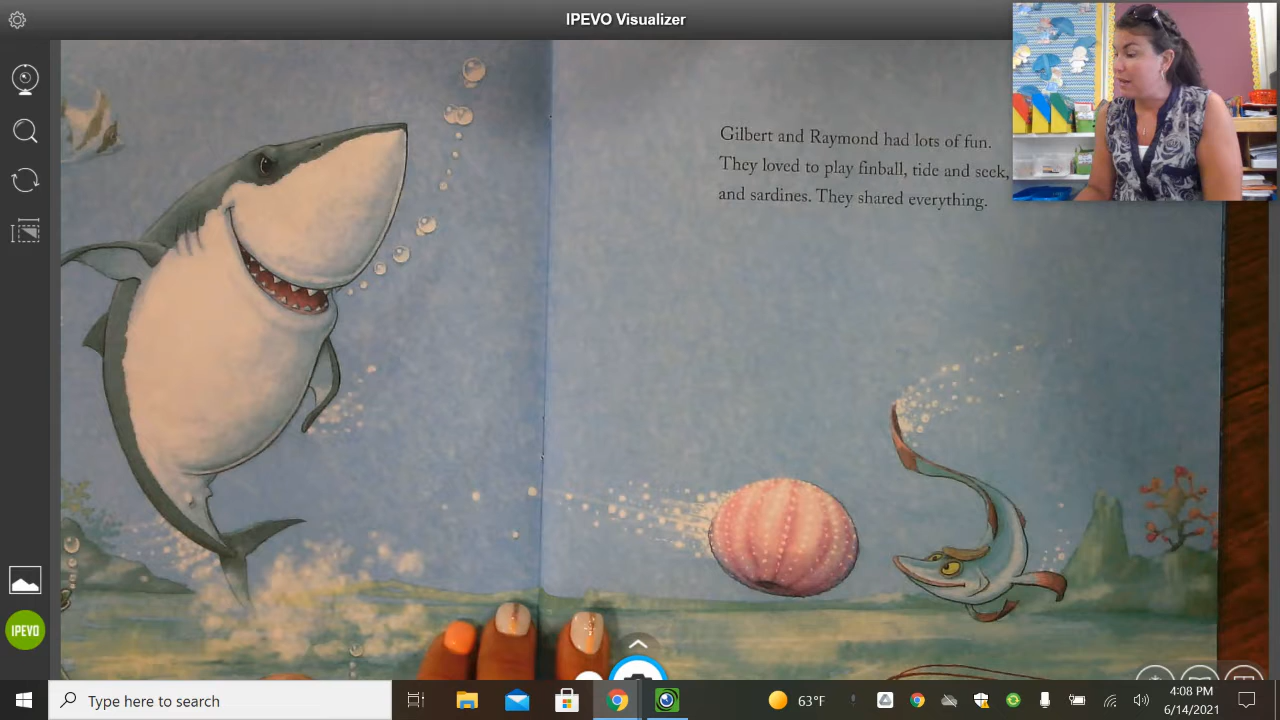 IPEVO Visualizer
Gilbert and Raymond had lots of fun.
They loved to play finball, tide and seek,
and sardines. They shared everything.
IPEVO
Type here to search
63°F
4:08 PM
6/14/2021